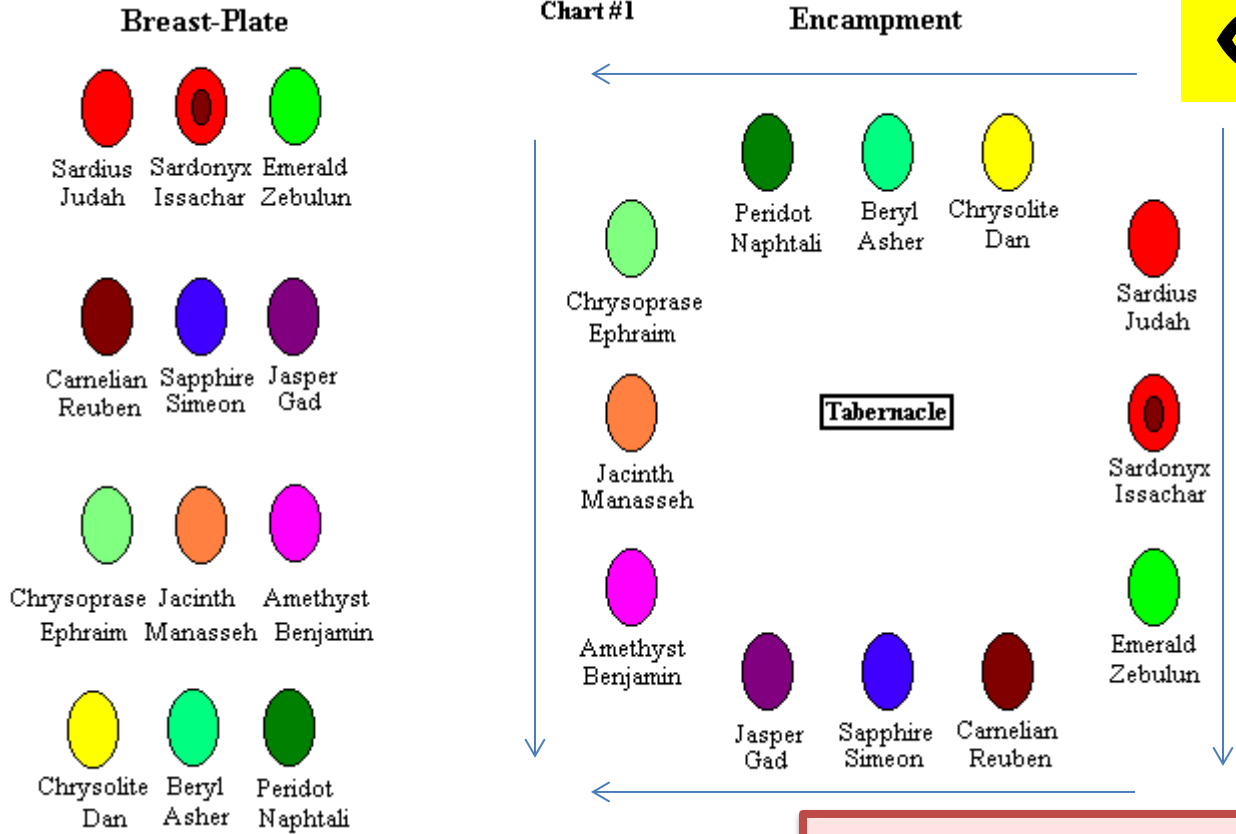 Breast-Plate
Sardius Sardonyx Emerald
Judah Issachar Zebulun
Carnelian Sapphire Jasper
Reuben Simeon Gad
Chrysoprase Jacinth Amethyst
Ephraim Manasseh Benjamin
Chrysolite Beryl Peridot
Dan Asher Naphtali
Chart #1
Encampment
Peridot Beryl Chrysolite
Naphtali Asher Dan
Chrysoprase
Ephraim
Sardius
Judah
Tabernacle
Jacinth
Manasseh
Sardonyx
Issachar
Amethyst
Benjamin
Emerald
Zebulun
Jasper Sapphire Carnelian
Gad Simeon Reuben